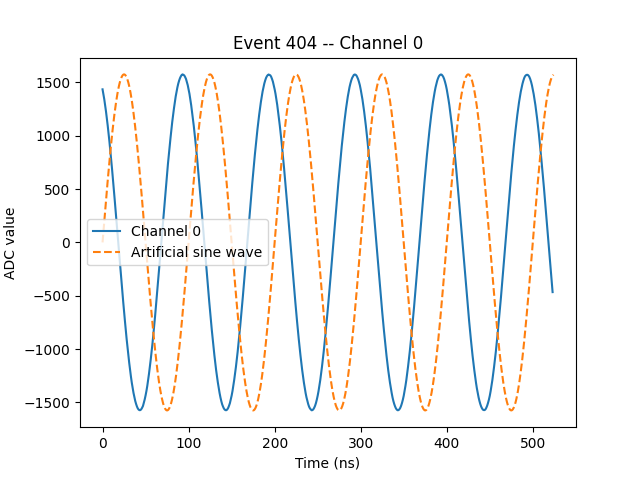 Event 404 -- Channel 0
1500
1000
500
0
−500
−1000
−1500
ADC value
Channel 0
Artificial sine wave
0 100 200 300 400 500
Time (ns)